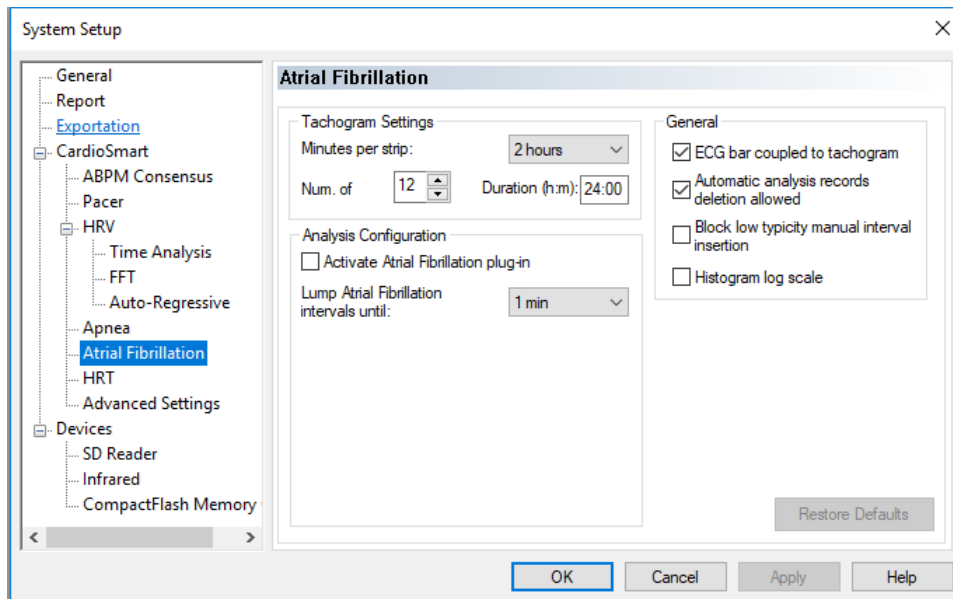 System Setup
General
Report
Exportation
CardioSmart
ABPM Consensus
Pacer
HRV
Time Analysis
FFT
Auto-Regressive
Apnea
Atrial Fibrillation
HRT
Advanced Settings
Devices
SD Reader
Infrared
CompactFlash Memory
Atrial Fibrillation
Tachogram Settings
Minutes per strip: 2 hours
Num. of 12 Duration (h:m): 24:00
Analysis Configuration
Activate Atrial Fibrillation plug-in
Lump Atrial Fibrillation
intervals until: 1 min
General
ECG bar coupled to tachogram
Automatic analysis records
deletion allowed
Block low typicity manual interval
insertion
Histogram log scale
Restore Defaults
OK Cancel Apply Help